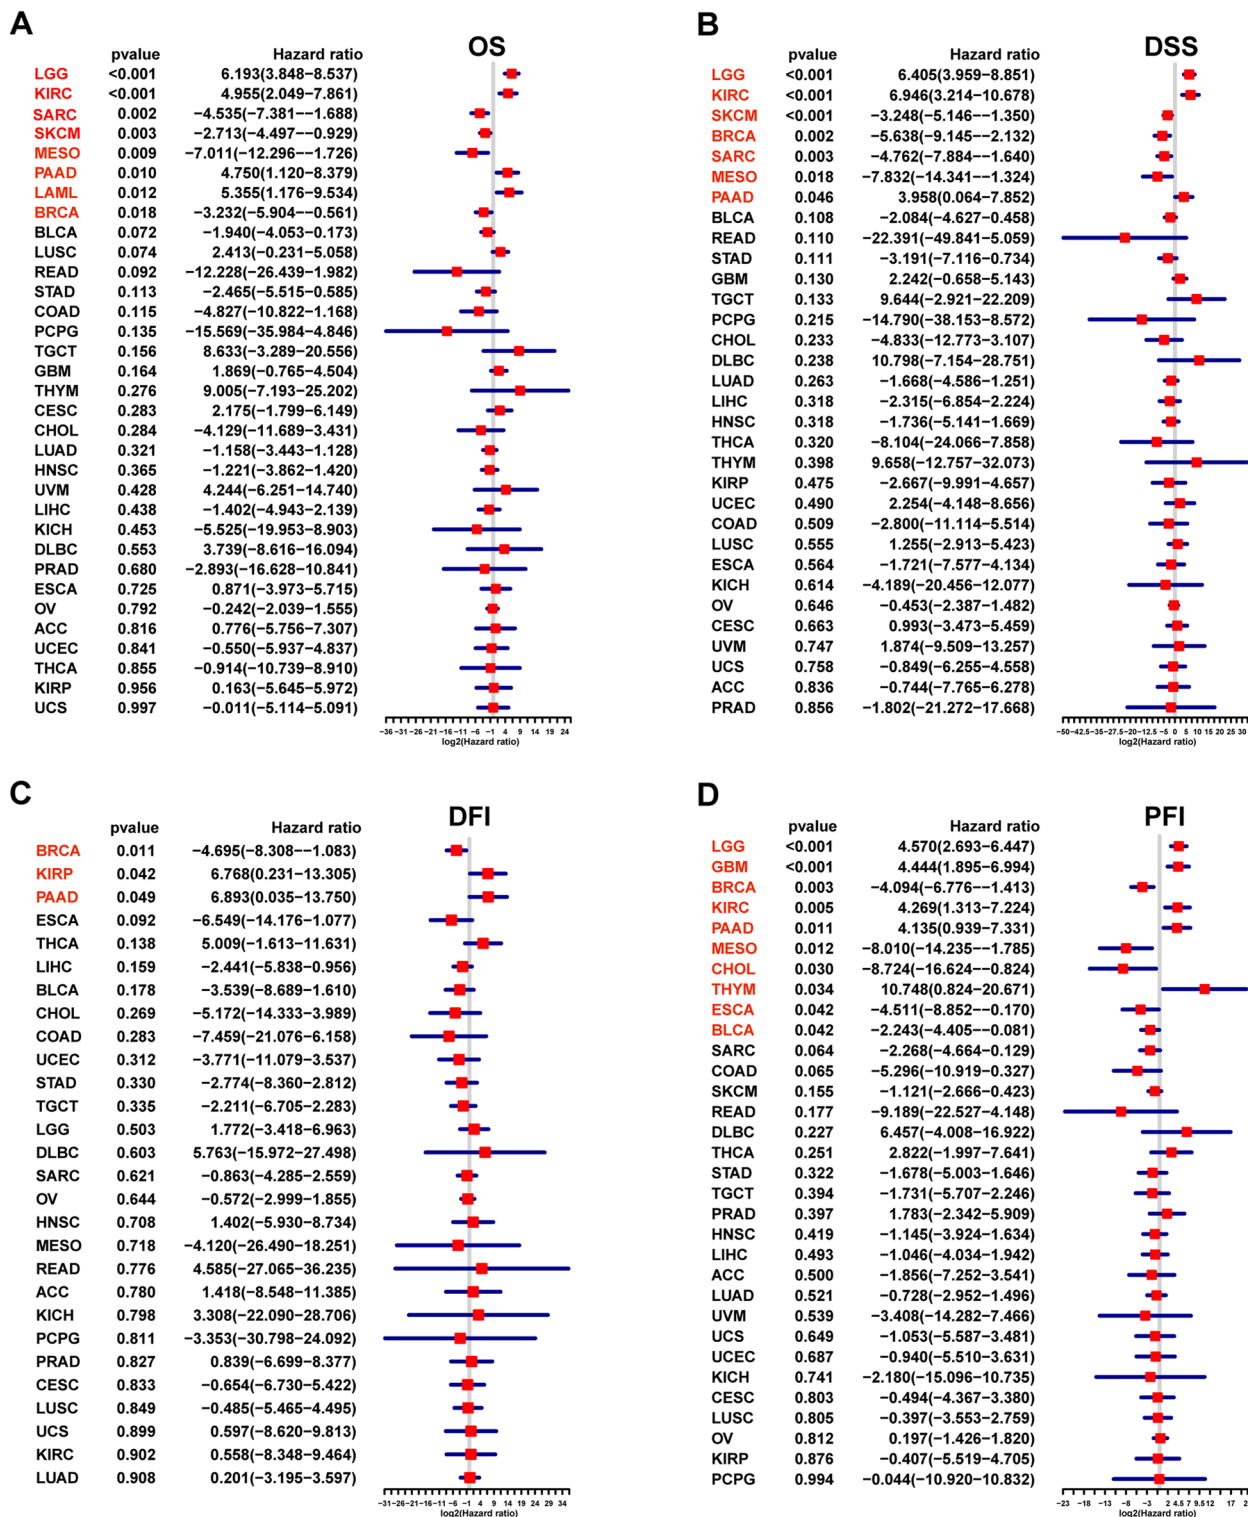 A
OS
pvalue Hazard ratio
LGG <0.001 6.193(3.848−8.537)
KIRC <0.001 4.955(2.049−7.861)
SARC 0.002 −4.535(−7.381−−1.688)
SKCM 0.003 −2.713(−4.497−−0.929)
MESO 0.009 −7.011(−12.296−−1.726)
PAAD 0.010 4.750(1.120−8.379)
LAML 0.012 5.355(1.176−9.534)
BRCA 0.018 −3.232(−5.904−−0.561)
BLCA 0.072 −1.940(−4.053−0.173)
LUSC 0.074 2.413(−0.231−5.058)
READ 0.092 −12.228(−26.439−1.982)
STAD 0.113 −2.465(−5.515−0.585)
COAD 0.115 −4.827(−10.822−1.168)
PCPG 0.135 −15.569(−35.984−4.846)
TGCT 0.156 8.633(−3.289−20.556)
GBM 0.164 1.869(−0.765−4.504)
THYM 0.276 9.005(−7.193−25.202)
CESC 0.283 2.175(−1.799−6.149)
CHOL 0.284 −4.129(−11.689−3.431)
LUAD 0.321 −1.158(−3.443−1.128)
HNSC 0.365 −1.221(−3.862−1.420)
UVM 0.428 4.244(−6.251−14.740)
LIHC 0.438 −1.402(−4.943−2.139)
KICH 0.453 −5.525(−19.953−8.903)
DLBC 0.553 3.739(−8.616−16.094)
PRAD 0.680 −2.893(−16.628−10.841)
ESCA 0.725 0.871(−3.973−5.715)
OV 0.792 −0.242(−2.039−1.555)
ACC 0.816 0.776(−5.756−7.307)
UCEC 0.841 −0.550(−5.937−4.837)
THCA 0.855 −0.914(−10.739−8.910)
KIRP 0.956 0.163(−5.645−5.972)
UCS 0.997 −0.011(−5.114−5.091)
−36 −31 −26 −21 −16 −11 −6 −1 4 9 14 19 24
log2(Hazard ratio)
B
DSS
pvalue Hazard ratio
LGG <0.001 6.405(3.959−8.851)
KIRC <0.001 6.946(3.214−10.678)
SKCM <0.001 −3.248(−5.146−−1.350)
BRCA 0.002 −5.638(−9.145−−2.132)
SARC 0.003 −4.762(−7.884−−1.640)
MESO 0.018 −7.832(−14.341−−1.324)
PAAD 0.046 3.958(0.064−7.852)
BLCA 0.108 −2.084(−4.627−0.458)
READ 0.110 −22.391(−49.841−5.059)
STAD 0.111 −3.191(−7.116−0.734)
GBM 0.130 2.242(−0.658−5.143)
TGCT 0.133 9.644(−2.921−22.209)
PCPG 0.215 −14.790(−38.153−8.572)
CHOL 0.233 −4.833(−12.773−3.107)
DLBC 0.238 10.798(−7.154−28.751)
LUAD 0.263 −1.668(−4.586−1.251)
LIHC 0.318 −2.315(−6.854−2.224)
HNSC 0.318 −1.736(−5.141−1.669)
THCA 0.320 −8.104(−24.066−7.858)
THYM 0.398 9.658(−12.757−32.073)
KIRP 0.475 −2.667(−9.991−4.657)
UCEC 0.490 2.254(−4.148−8.656)
COAD 0.509 −2.800(−11.114−5.514)
LUSC 0.555 1.255(−2.913−5.423)
ESCA 0.564 −1.721(−7.577−4.134)
KICH 0.614 −4.189(−20.456−12.077)
OV 0.646 −0.453(−2.387−1.482)
CESC 0.663 0.993(−3.473−5.459)
UVM 0.747 1.874(−9.509−13.257)
UCS 0.758 −0.849(−6.255−4.558)
ACC 0.836 −0.744(−7.765−6.278)
PRAD 0.856 −1.802(−21.272−17.668)
−50 −42.5 −35 −27.5 −20 −12.5 −5 0 5 10 15 20 25 30
log2(Hazard ratio)
C
DFI
pvalue Hazard ratio
BRCA 0.011 −4.695(−8.308−−1.083)
KIRP 0.042 6.768(0.231−13.305)
PAAD 0.049 6.893(0.035−13.750)
ESCA 0.092 −6.549(−14.176−1.077)
THCA 0.138 5.009(−1.613−11.631)
LIHC 0.159 −2.441(−5.838−0.956)
BLCA 0.178 −3.539(−8.689−1.610)
CHOL 0.269 −5.172(−14.333−3.989)
COAD 0.283 −7.459(−21.076−6.158)
UCEC 0.312 −3.771(−11.079−3.537)
STAD 0.330 −2.774(−8.360−2.812)
TGCT 0.335 −2.211(−6.705−2.283)
LGG 0.503 1.772(−3.418−6.963)
DLBC 0.603 5.763(−15.972−27.498)
SARC 0.621 −0.863(−4.285−2.559)
OV 0.644 −0.572(−2.999−1.855)
HNSC 0.708 1.402(−5.930−8.734)
MESO 0.718 −4.120(−26.490−18.251)
READ 0.776 4.585(−27.065−36.235)
ACC 0.780 1.418(−8.548−11.385)
KICH 0.798 3.308(−22.090−28.706)
PCPG 0.811 −3.353(−30.798−24.092)
PRAD 0.827 0.839(−6.699−8.377)
CESC 0.833 −0.654(−6.730−5.422)
LUSC 0.849 −0.485(−5.465−4.495)
UCS 0.899 0.597(−8.620−9.813)
KIRC 0.902 0.558(−8.348−9.464)
LUAD 0.908 0.201(−3.195−3.597)
−31 −26 −21 −16 −11 −6 −1 4 9 14 19 24 29 34
log2(Hazard ratio)
D
PFI
pvalue Hazard ratio
LGG <0.001 4.570(2.693−6.447)
GBM <0.001 4.444(1.895−6.994)
BRCA 0.003 −4.094(−6.776−−1.413)
KIRC 0.005 4.269(1.313−7.224)
PAAD 0.011 4.135(0.939−7.331)
MESO 0.012 −8.010(−14.235−−1.785)
CHOL 0.030 −8.724(−16.624−−0.824)
THYM 0.034 10.748(0.824−20.671)
ESCA 0.042 −4.511(−8.852−−0.170)
BLCA 0.042 −2.243(−4.405−−0.081)
SARC 0.064 −2.268(−4.664−0.129)
COAD 0.065 −5.296(−10.919−0.327)
SKCM 0.155 −1.121(−2.666−0.423)
READ 0.177 −9.189(−22.527−4.148)
DLBC 0.227 6.457(−4.008−16.922)
THCA 0.251 2.822(−1.997−7.641)
STAD 0.322 −1.678(−5.003−1.646)
TGCT 0.394 −1.731(−5.707−2.246)
PRAD 0.397 1.783(−2.342−5.909)
HNSC 0.419 −1.145(−3.924−1.634)
LIHC 0.493 −1.046(−4.034−1.942)
ACC 0.500 −1.856(−7.252−3.541)
LUAD 0.521 −0.728(−2.952−1.496)
UVM 0.539 −3.408(−14.282−7.466)
UCS 0.649 −1.053(−5.587−3.481)
UCEC 0.687 −0.940(−5.510−3.631)
KICH 0.741 −2.180(−15.096−10.735)
CESC 0.803 −0.494(−4.367−3.380)
LUSC 0.805 −0.397(−3.553−2.759)
OV 0.812 0.197(−1.426−1.820)
KIRP 0.876 −0.407(−5.519−4.705)
PCPG 0.994 −0.044(−10.920−10.832)
−23 −18 −13 −8 −3 2 4.5 7 9.5 12 17
log2(Hazard ratio)